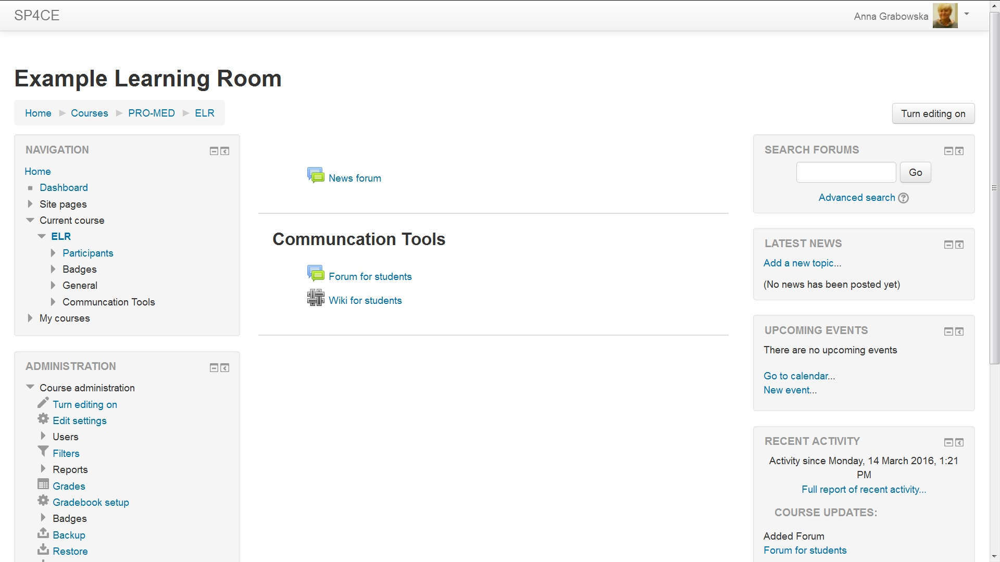 SP4CE
Anna Grabowska
Example Learning Room
Home Courses PRO-MED ELR
Turn editing on
NAVIGATION
Home
Dashboard
Site pages
Current course
ELR
Participants
Badges
General
Communcation Tools
My courses
ADMINISTRATION
Course administration
Turn editing on
Edit settings
Users
Filters
Reports
Grades
Gradebook setup
Badges
Backup
Restore
News forum
Communcation Tools
Forum for students
Wiki for students
SEARCH FORUMS
Go
Advanced search
LATEST NEWS
Add a new topic...
(No news has been posted yet)
UPCOMING EVENTS
There are no upcoming events
Go to calendar...
New event...
RECENT ACTIVITY
Activity since Monday, 14 March 2016, 1:21
PM
Full report of recent activity...
COURSE UPDATES:
Added Forum
Forum for students